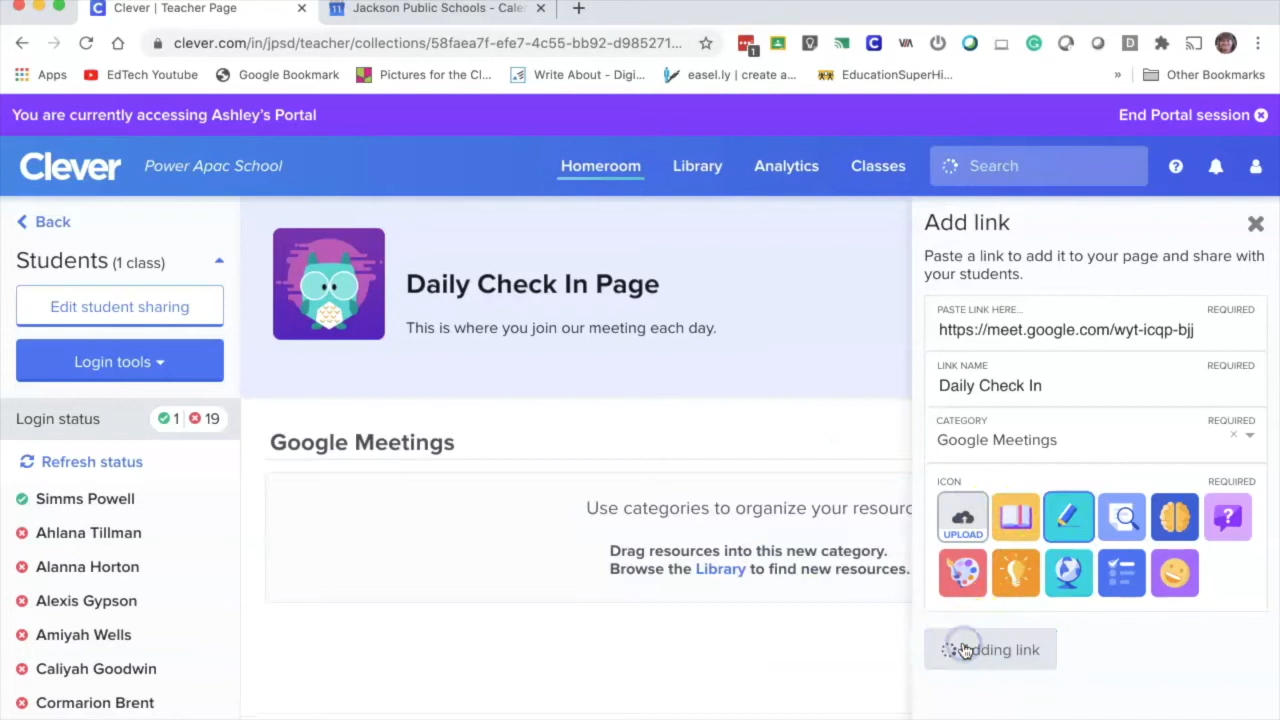 Clever | Teacher Page
Jackson Public Schools - Cale
clever.com/in/jpsd/teacher/collections/58faea7f-efe7-4c55-bb92-d985271...
1
Apps
EdTech Youtube
Google Bookmark
Pictures for the Cl...
Write About - Digi...
easel.ly | create a...
EducationSuperHi...
»
Other Bookmarks
You are currently accessing Ashley's Portal
End Portal session
Clever
Power Apac School
Homeroom
Library
Analytics
Classes
Search
Back
Students (1 class)
Edit student sharing
Login tools
Login status
1 | 19
Refresh status
Simms Powell
Ahlana Tillman
Alanna Horton
Alexis Gypson
Amiyah Wells
Caliyah Goodwin
Cormarion Brent
Daily Check In Page
This is where you join our meeting each day.
Google Meetings
Use categories to organize your resourc
Drag resources into this new category.
Browse the Library to find new resources.
Add link
Paste a link to add it to your page and share with
your students.
PASTE LINK HERE... REQUIRED
https://meet.google.com/wyt-icqp-bjj
LINK NAME REQUIRED
Daily Check In
CATEGORY REQUIRED
Google Meetings
ICON REQUIRED
UPLOAD
Adding link